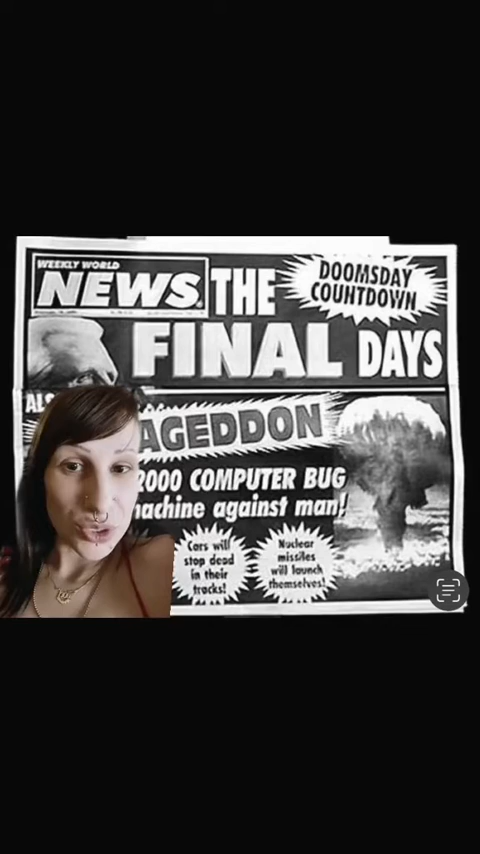 WEEKLY WORLD
NEWS
THE
DOOMSDAY
COUNTDOWN
FINAL DAYS
AGEDDON
2000 COMPUTER BUG
machine against man!
Cars will
stop dead
in their
tracks!
Nuclear
missiles
will launch
themselves!